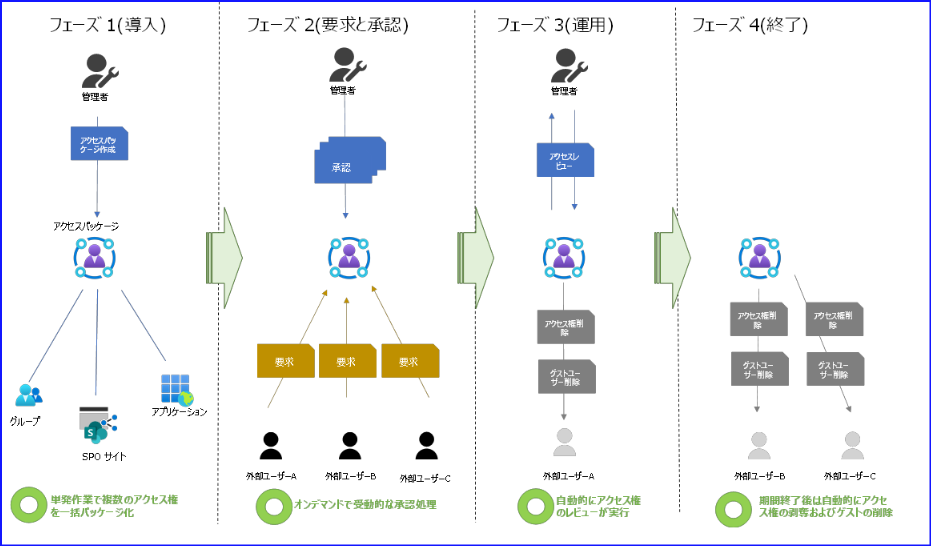 フェーズ 1(導入)
管理者
アクセスパッ
ケージ作成
アクセスパッケージ
グループ
SPO サイト
アプリケーション
単発作業で複数のアクセス権
を一括パッケージ化
フェーズ 2(要求と承認)
管理者
承認
要求
要求
要求
外部ユーザーA
外部ユーザーB
外部ユーザーC
オンデマンドで受動的な承認処理
フェーズ 3(運用)
管理者
アクセスレ
ビュー
アクセス権削
除
ゲストユー
ザー削除
外部ユーザーA
自動的にアクセス権
のレビューが実行
フェーズ 4(終了)
アクセス権削
除
アクセス権削
除
ゲストユー
ザー削除
ゲストユー
ザー削除
外部ユーザーB
外部ユーザーC
期間終了後は自動的にアクセ
ス権の剥奪およびゲストの削除